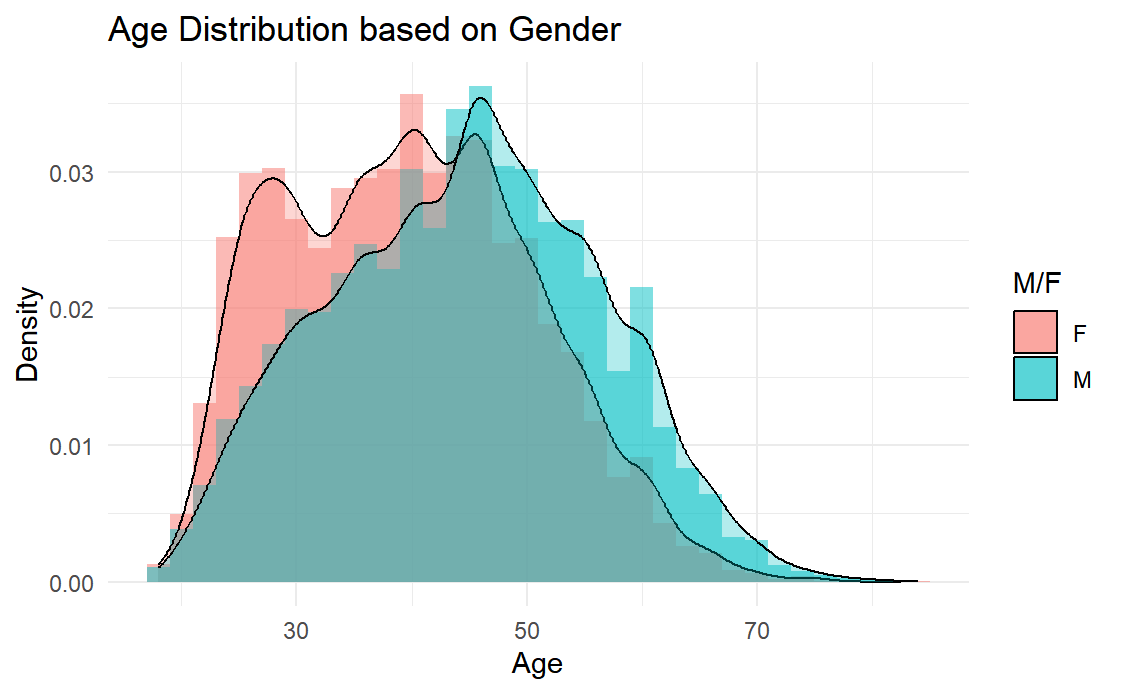 Age Distribution based on Gender
Density
0.03
0.02
0.01
0.00
30 50 70
Age
M/F
F
M